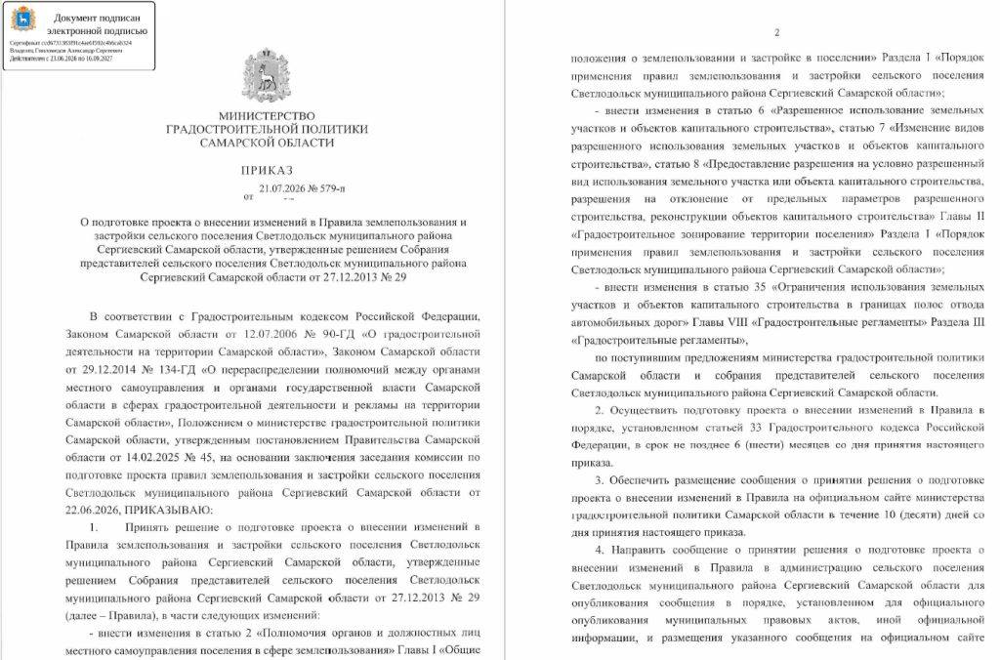 Документ подписан
электронной подписью
Владелец Гниломедов Александр Сергеевич
Действителен с 23.06.2026 по 16.09.2027
МИНИСТЕРСТВО
ГРАДОСТРОИТЕЛЬНОЙ ПОЛИТИКИ
САМАРСКОЙ ОБЛАСТИ
ПРИКАЗ
от 21.07.2026 № 579-п
О подготовке проекта о внесении изменений в Правила землепользования и
застройки сельского поселения Светлодольск муниципального района
Сергиевский Самарской области, утвержденные решением Собрания
представителей сельского поселения Светлодольск муниципального района
Сергиевский Самарской области от 27.12.2013 № 29
В соответствии с Градостроительным кодексом Российской Федерации,
Законом Самарской области от 12.07.2006 № 90-ГД «О градостроительной
деятельности на территории Самарской области», Законом Самарской области
от 29.12.2014 № 134-ГД «О перераспределении полномочий между органами
местного самоуправления и органами государственной власти Самарской
области в сферах градостроительной деятельности и рекламы на территории
Самарской области», Положением о министерстве градостроительной политики
Самарской области, утвержденным постановлением Правительства Самарской
области от 14.02.2025 № 45, на основании заключения заседания комиссии по
подготовке проекта правил землепользования и застройки сельского поселения
Светлодольск муниципального района Сергиевский Самарской области от
22.06.2026, ПРИКАЗЫВАЮ:
1. Принять решение о подготовке проекта о внесении изменений в
Правила землепользования и застройки сельского поселения Светлодольск
муниципального района Сергиевский Самарской области, утвержденные
решением Собрания представителей сельского поселения Светлодольск
муниципального района Сергиевский Самарской области от 27.12.2013 № 29
(далее – Правила), в части следующих изменений:
- внести изменения в статью 2 «Полномочия органов и должностных лиц
местного самоуправления поселения в сфере землепользования» Главы I «Общие
2
положения о землепользовании и застройке в поселении» Раздела I «Порядок
применения правил землепользования и застройки сельского поселения
Светлодольск муниципального района Сергиевский Самарской области»;
- внести изменения в статью 6 «Разрешенное использование земельных
участков и объектов капитального строительства», статью 7 «Изменение видов
разрешенного использования земельных участков и объектов капитального
строительства», статью 8 «Предоставление разрешения на условно разрешенный
вид использования земельного участка или объекта капитального строительства,
разрешения на отклонение от предельных параметров разрешенного
строительства, реконструкции объектов капитального строительства» Главы II
«Градостроительное зонирование территории поселения» Раздела I «Порядок
применения правил землепользования и застройки сельского поселения
Светлодольск муниципального района Сергиевский Самарской области»;
- внести изменения в статью 35 «Ограничения использования земельных
участков и объектов капитального строительства в границах полос отвода
автомобильных дорог» Главы VIII «Градостроительные регламенты» Раздела III
«Градостроительные регламенты»,
по поступившим предложениям министерства градостроительной политики
Самарской области и собрания представителей сельского поселения
Светлодольск муниципального района Сергиевский Самарской области.
2. Осуществить подготовку проекта о внесении изменений в Правила в
порядке, установленном статьей 33 Градостроительного кодекса Российской
Федерации, в срок не позднее 6 (шести) месяцев со дня принятия настоящего
приказа.
3. Обеспечить размещение сообщения о принятии решения о подготовке
проекта о внесении изменений в Правила на официальном сайте министерства
градостроительной политики Самарской области в течение 10 (десяти) дней со
дня принятия настоящего приказа.
4. Направить сообщение о принятии решения о подготовке проекта о
внесении изменений в Правила в администрацию сельского поселения
Светлодольск муниципального района Сергиевский Самарской области для
опубликования сообщения в порядке, установленном для официального
опубликования муниципальных правовых актов, иной официальной
информации, и размещения указанного сообщения на официальном сайте